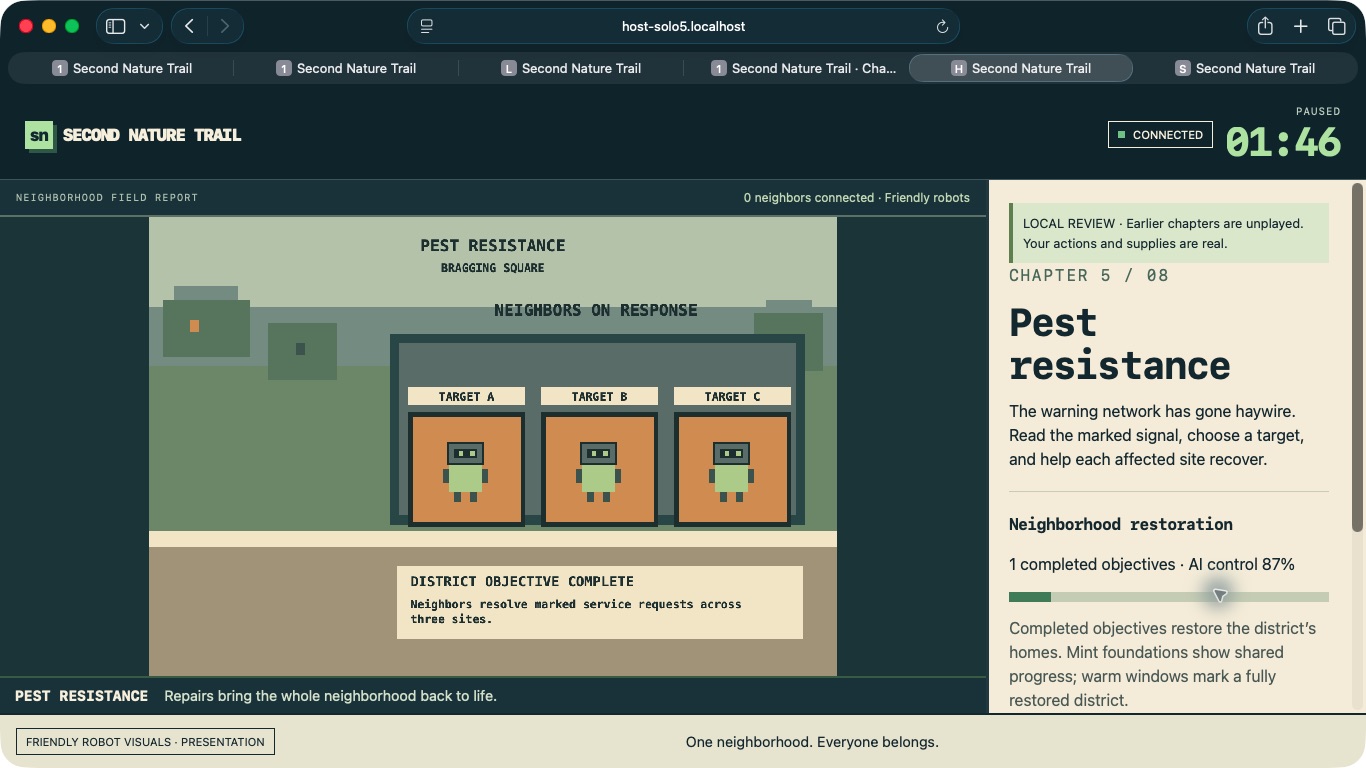 host-solo5.localhost
1 Second Nature Trail
1 Second Nature Trail
L Second Nature Trail
1 Second Nature Trail · Cha...
H Second Nature Trail
S Second Nature Trail
sn SECOND NATURE TRAIL
CONNECTED
PAUSED
01:46
NEIGHBORHOOD FIELD REPORT
0 neighbors connected · Friendly robots
PEST RESISTANCE
BRAGGING SQUARE
NEIGHBORS ON RESPONSE
TARGET A
TARGET B
TARGET C
DISTRICT OBJECTIVE COMPLETE
Neighbors resolve marked service requests across
three sites.
PEST RESISTANCE Repairs bring the whole neighborhood back to life.
LOCAL REVIEW · Earlier chapters are unplayed.
Your actions and supplies are real.
CHAPTER 5 / 08
Pest
resistance
The warning network has gone haywire.
Read the marked signal, choose a target,
and help each affected site recover.
Neighborhood restoration
1 completed objectives · AI control 87%
Completed objectives restore the district’s
homes. Mint foundations show shared
progress; warm windows mark a fully
restored district.
FRIENDLY ROBOT VISUALS · PRESENTATION
One neighborhood. Everyone belongs.